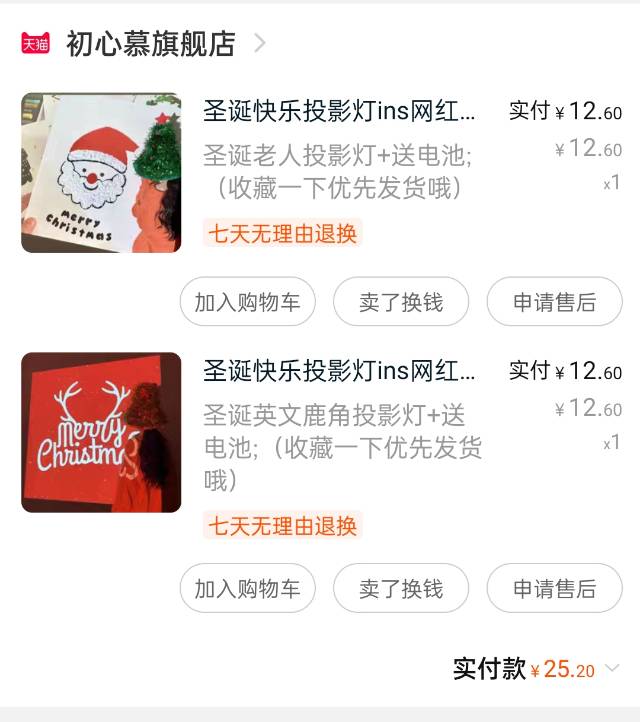 天猫 初心慕旗舰店
圣诞快乐投影灯ins网红... 实付 ¥ 12.60
圣诞老人投影灯+送电池; ¥ 12.60
（收藏一下优先发货哦） x1
七天无理由退换
merry
christmas
加入购物车 卖了换钱 申请售后
圣诞快乐投影灯ins网红... 实付 ¥ 12.60
圣诞英文鹿角投影灯+送 ¥ 12.60
电池;（收藏一下优先发货 x1
哦）
七天无理由退换
Merry
Christm
加入购物车 卖了换钱 申请售后
实付款 ¥ 25.20